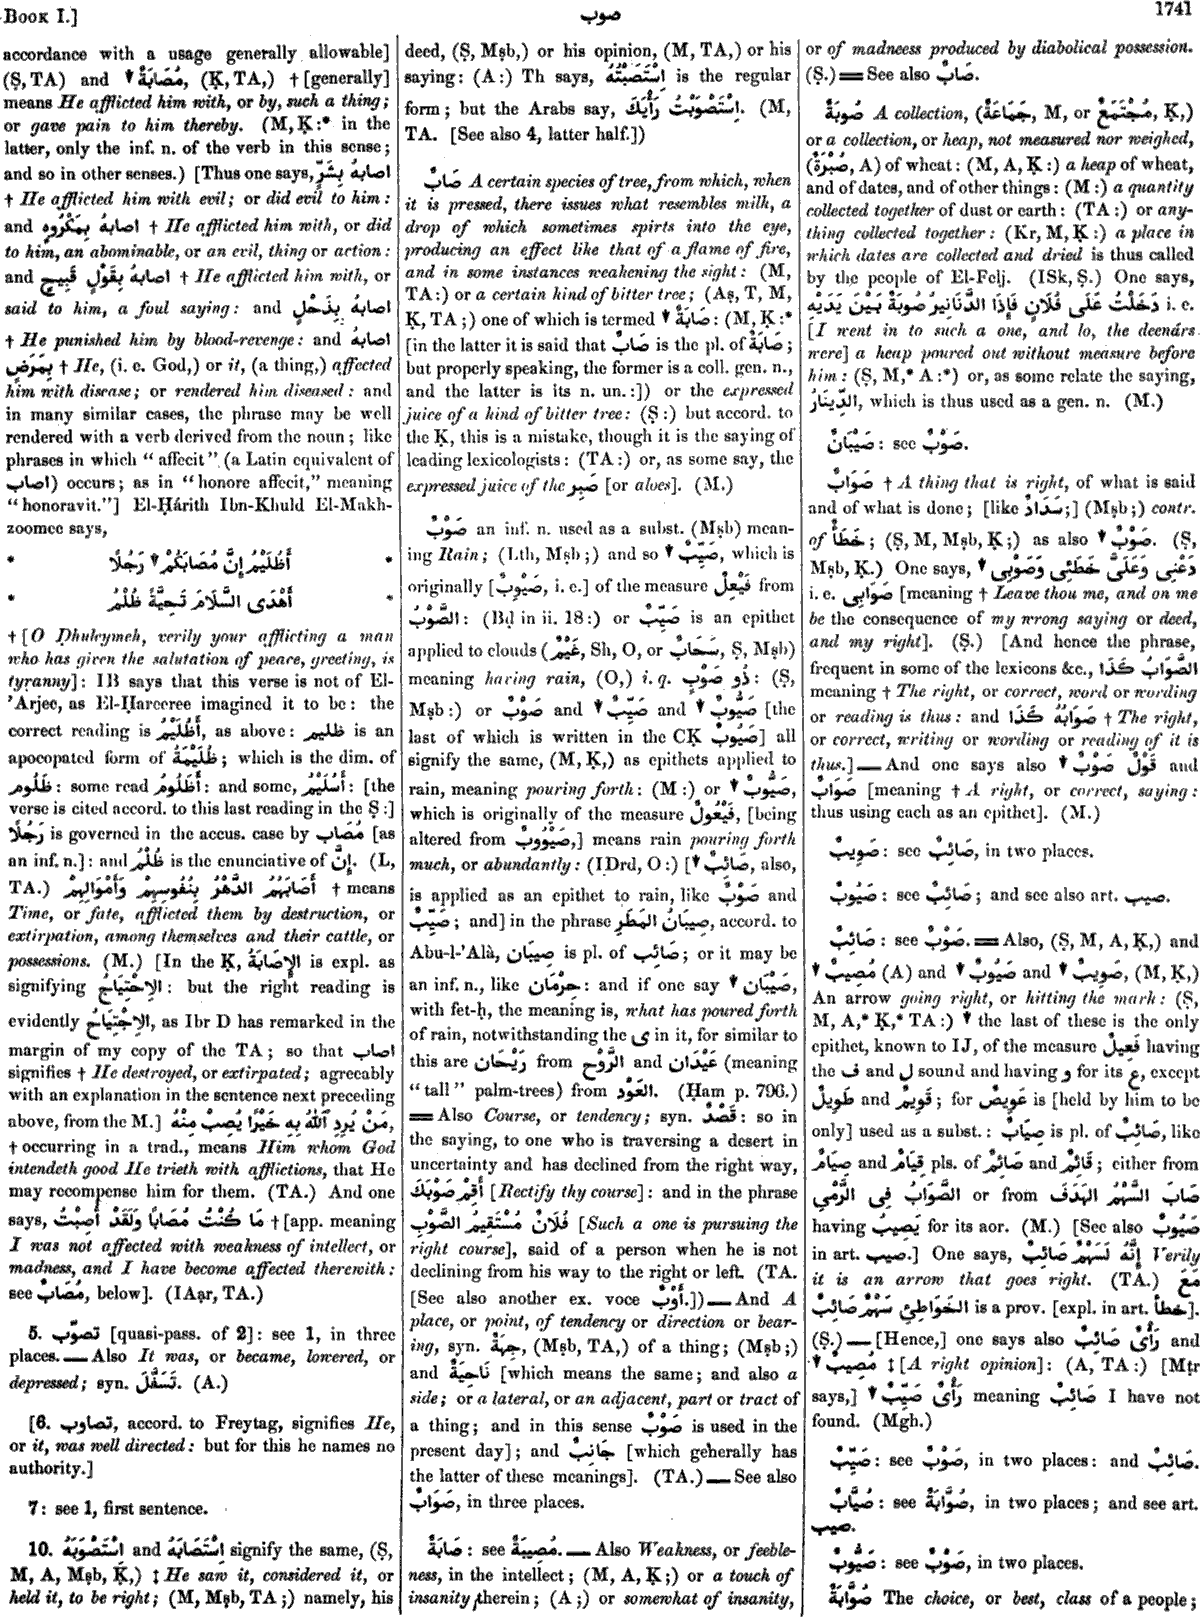 BOOK I.]
صوب
1741
accordance with a usage generally allowable]
(Ṣ, TA) and ▼ مُصَابَةٌ, (Ḳ, TA,) † [generally]
means He afflicted him with, or by, such a thing;
or gave pain to him thereby. (M, Ḳ:* in the
latter, only the inf. n. of the verb in this sense;
and so in other senses.) [Thus one says, اصابهُ بِشَرٍّ
† He afflicted him with evil; or did evil to him:
and اصابهُ بِمَكْرُوهٍ † He afflicted him with, or did
to him, an abominable, or an evil, thing or action:
and اصابهُ بِقَوْلٍ قَبِيحٍ † He afflicted him with, or
said to him, a foul saying: and اصابهُ بِذَحْلٍ
† He punished him by blood-revenge: and اصابهُ
بِمَرَضٍ † He, (i. e. God,) or it, (a thing,) affected
him with disease; or rendered him diseased: and
in many similar cases, the phrase may be well
rendered with a verb derived from the noun; like
phrases in which "affecit" (a Latin equivalent of
اصاب) occurs; as in "honore affecit," meaning
"honoravit."] El-Ḥárith Ibn-Khuld El-Makh-
zoomee says,
* أَظُلَيْمُ إِنَّ مُصَابَكُمْ ▼ رَجُلًا *
* أَهْدَى السَّلَامَ تَحِيَّةً ظُلْمُ *
† [O Dhuleymeh, verily your afflicting a man
who has given the salutation of peace, greeting, is
tyranny]: IB says that this verse is not of El-
'Arjee, as El-Ḥareeree imagined it to be: the
correct reading is أَظُلَيْمُ, as above: ظليم is an
apocopated form of ظُلَيْمَةُ; which is the dim. of
ظَلُوم: some read أَظَلُومُ: and some, أَسُلَيْمُ: [the
verse is cited accord. to this last reading in the Ṣ:]
رَجُلًا is governed in the accus. case by مُصَاب [as
an inf. n.]: and ظُلْمُ is the enunciative of إِنَّ. (L,
TA.) أَصَابَهُمُ الدَّهْرُ بِنُفُوسِهِمْ وَأَمْوَالِهِمْ † means
Time, or fate, afflicted them by destruction, or
extirpation, among themselves and their cattle, or
possessions. (M.) [In the Ḳ, الإِصَابَةُ is expl. as
signifying الاِحْتِيَاجُ: but the right reading is
evidently الاِجْتِيَاحُ, as Ibr D has remarked in the
margin of my copy of the TA; so that اصاب
signifies † He destroyed, or extirpated; agreeably
with an explanation in the sentence next preceding
above, from the M.] مَنْ يُرِدِ ٱللّٰهُ بِهِ خَيْرًا يُصِبْ مِنْهُ,
† occurring in a trad., means Him whom God
intendeth good He trieth with afflictions, that He
may recompense him for them. (TA.) And one
says, مَا كُنْتُ مُصَابًا وَلَقَدْ أُصِبْتُ † [app. meaning
I was not affected with weakness of intellect, or
madness, and I have become affected therewith:
see مُصَابٌ, below]. (IAạr, TA.)
5. تصوّب [quasi-pass. of 2]: see 1, in three
places. — Also It was, or became, lowered, or
depressed; syn. تَسَفَّلَ. (A.)
[6. تصاوب, accord. to Freytag, signifies He,
or it, was well directed: but for this he names no
authority.]
7: see 1, first sentence.
10. اِسْتَصْوَبَهُ and اِسْتَصَابَهُ signify the same, (Ṣ,
M, A, Mṣb, Ḳ,) ‡ He saw it, considered it, or
held it, to be right; (M, Mṣb, TA;) namely, his
deed, (Ṣ, Mṣb,) or his opinion, (M, TA,) or his
saying: (A:) Th says, اِسْتَصَبْتُهُ is the regular
form; but the Arabs say, اِسْتَصْوَبْتُ رَأْيَكَ. (M,
TA. [See also 4, latter half.])
صَابٌ A certain species of tree, from which, when
it is pressed, there issues what resembles milk, a
drop of which sometimes spirts into the eye,
producing an effect like that of a flame of fire,
and in some instances weakening the sight: (M,
TA:) or a certain kind of bitter tree; (Aṣ, T, M,
Ḳ, TA;) one of which is termed ▼ صَابَةٌ: (M, Ḳ:*
[in the latter it is said that صابٌ is the pl. of صَابَةٌ;
but properly speaking, the former is a coll. gen. n.,
and the latter is its n. un.:]) or the expressed
juice of a kind of bitter tree: (Ṣ:) but accord. to
the Ḳ, this is a mistake, though it is the saying of
leading lexicologists: (TA:) or, as some say, the
expressed juice of the صَبِر [or aloes]. (M.)
صَوْبٌ an inf. n. used as a subst. (Mṣb) mean-
ing Rain; (Lth, Mṣb;) and so ▼ صَيِّبٌ, which is
originally [صَيْوِبٌ, i. e.] of the measure فَيْعِلٌ from
الصَّوْبُ: (Bḍ in ii. 18:) or صَيِّبٌ is an epithet
applied to clouds (غَيْمٌ, Sh, O, or سَحَابٌ, Ṣ, Mṣb)
meaning having rain, (O,) i. q. ذُو صَوْبٍ: (Ṣ,
Mṣb:) or صَوْبٌ and ▼ صَيِّبٌ and ▼ صَيُّوبٌ [the
last of which is written in the CK صَيُوبٌ] all
signify the same, (M, Ḳ,) as epithets applied to
rain, meaning pouring forth: (M:) or ▼ صَيُّوبٌ,
which is originally of the measure فَيْعُولٌ, [being
altered from صَيْوُوبٌ,] means rain pouring forth
much, or abundantly: (IDrd, O:) [▼ صَائِبٌ, also,
is applied as an epithet to rain, like صَوْبٌ and
صَيِّبٌ; and] in the phrase صِيبَانُ المَطَرِ, accord. to
Abu-l-'Alà, صِيبَان is pl. of صَائِب; or it may be
an inf. n., like حِرْمَان: and if one say ▼ صَيْبَان,
with fet-ḥ, the meaning is, what has poured forth
of rain, notwithstanding the ى in it, for similar to
this are رَيْحَان from الرَّوْح and عَيْدَان (meaning
"tall" palm-trees) from العَوْد. (Ḥam p. 796.)
═ Also Course, or tendency; syn. قَصْدٌ: so in
the saying, to one who is traversing a desert in
uncertainty and has declined from the right way,
أَقِمْ صَوْبَكَ [Rectify thy course]: and in the phrase
فُلَانٌ مُسْتَقِيمُ الصَّوْبِ [Such a one is pursuing the
right course], said of a person when he is not
declining from his way to the right or left. (TA.
[See also another ex. voce أَوْبٌ.]) — And A
place, or point, of tendency or direction or bear-
ing, syn. جِهَةٌ, (Mṣb, TA,) of a thing; (Mṣb;)
and نَاحِيَةٌ [which means the same; and also a
side; or a lateral, or an adjacent, part or tract of
a thing; and in this sense صَوْبٌ is used in the
present day]; and جَانِبٌ [which generally has
the latter of these meanings]. (TA.) — See also
صَوَابٌ, in three places.
صَابَةٌ: see مُصِيبَةٌ. — Also Weakness, or feeble-
ness, in the intellect; (M, A, Ḳ;) or a touch of
insanity therein; (A;) or somewhat of insanity,
or of madness produced by diabolical possession.
(Ṣ.) ═ See also صَابٌ.
صُوبَةٌ A collection, (جَمَاعَةٌ, M, or مُجْتَمَعٌ, Ḳ,)
or a collection, or heap, not measured nor weighed,
(صُبْرَةٌ, A) of wheat: (M, A, Ḳ:) a heap of wheat,
and of dates, and of other things: (M:) a quantity
collected together of dust or earth: (TA:) or any-
thing collected together: (Kr, M, Ḳ:) a place in
which dates are collected and dried is thus called
by the people of El-Felj. (ISk, Ṣ.) One says,
دَخَلْتُ عَلَى فُلَانٍ فَإِذَا الدَّنَانِيرُ صُوبَةٌ بَيْنَ يَدَيْهِ i. e.
[I went in to such a one, and lo, the deenárs
were] a heap poured out without measure before
him: (Ṣ, M,* A:*) or, as some relate the saying,
الدِّينَارُ, which is thus used as a gen. n. (M.)
صَيْبَانٌ: see صَوْبٌ.
صَوَابٌ † A thing that is right, of what is said
and of what is done; [like سَدَادٌ;] (Mṣb;) contr.
of خَطَأٌ; (Ṣ, M, Mṣb, Ḳ;) as also ▼ صَوْبٌ. (Ṣ,
Mṣb, Ḳ.) One says, ▼ دَعْنِى وَعَلَىَّ خَطَئِى وَصَوْبِى
i. e. صَوَابِى [meaning † Leave thou me, and on me
be the consequence of my wrong saying or deed,
and my right]. (Ṣ.) [And hence the phrase,
frequent in some of the lexicons &c., الصَّوَابُ كَذَا
meaning † The right, or correct, word or wording
or reading is thus: and صَوَابُهُ كَذَا † The right,
or correct, writing or wording or reading of it is
thus.] — And one says also ▼ قَوْلٌ صَوْبٌ and
صَوَابٌ [meaning † A right, or correct, saying:
thus using each as an epithet]. (M.)
صَوِيبٌ: see صَائِبٌ, in two places.
صَيُوبٌ: see صَائِبٌ; and see also art. صيب.
صَائِبٌ: see صَوْبٌ. ═ Also, (Ṣ, M, A, Ḳ,) and
▼ مُصِيبٌ (A) and ▼ صَيُوبٌ and ▼ صَوِيبٌ, (M, Ḳ,)
An arrow going right, or hitting the mark: (Ṣ,
M, A,* Ḳ,* TA:) ▼ the last of these is the only
epithet, known to IJ, of the measure فَعِيلٌ having
the ف and ل sound and having و for its ع, except
طَوِيلٌ and قَوِيمٌ; for عَوِيصٌ is [held by him to be
only] used as a subst.: صِيَابٌ is pl. of صَائِبٌ, like
صِيَامٌ and قِيَامٌ pls. of صَائِمٌ and قَائِمٌ; either from
الصَّوَابُ فِى الرَّمْىِ or from صَابَ السَّهْمُ الهَدَفَ
having يَصِيبُ for its aor. (M.) [See also صَيُوبٌ
in art. صيب.] One says, إِنَّهُ لَسَهْمٌ صَائِبٌ Verily
it is an arrow that goes right. (TA.) مَعَ
الخَوَاطِئِ سَهْمٌ صَائِبٌ is a prov. [expl. in art. خطأ].
(Ṣ.) — [Hence,] one says also رَأْىٌ صَائِبٌ and
▼ مُصِيبٌ ‡ [A right opinion]: (A, TA:) [Mṭr
says,] ▼ رَأْىٌ صَيِّبٌ meaning صَائِبٌ I have not
found. (Mgh.)
صَيِّبٌ: see صَوْبٌ, in two places: and صَائِبٌ.
صُيَّابٌ: see صُوَّابَةٌ, in two places; and see art.
صيب.
صَيُّوبٌ: see صَوْبٌ, in two places.
صُوَّابَةٌ The choice, or best, class of a people;